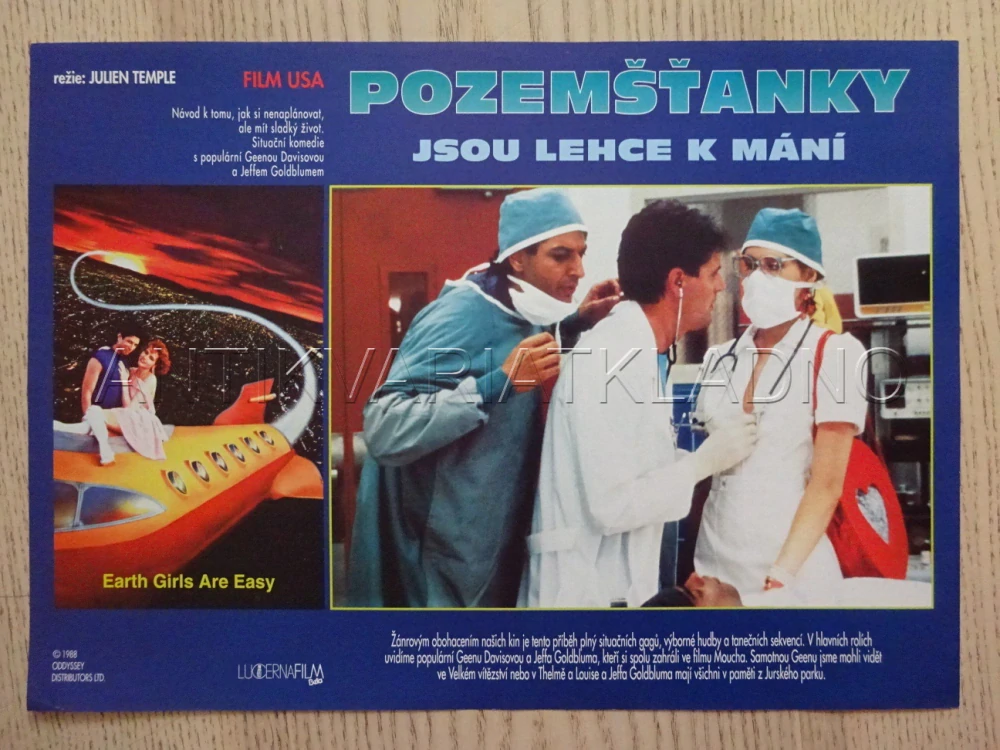 režie: JULIEN TEMPLE
FILM USA
Návod k tomu, jak si nenaplánovat,
ale mít sladký život.
Situační komedie
s populární Geenou Davisovou
a Jeffem Goldblumem
POZEMŠŤANKY
JSOU LEHCE K MÁNÍ
ANTIKVARIATKLADNO
Earth Girls Are Easy
© 1988
ODDYSSEY
DISTRIBUTORS LTD.
LUCERNAFILM
Beta
Žánrovým obohacením našich kin je tento příběh plný situačních gagů, výborné hudby a tanečních sekvencí. V hlavních rolích
uvidíme populární Geenu Davisovou a Jeffa Goldbluma, kteří si spolu zahráli ve filmu Moucha. Samotnou Geenu jsme mohli vidět
ve Velkém vítězství nebo v Thelmě a Louise a Jeffa Goldbluma mají všichni v paměti z Jurského parku.